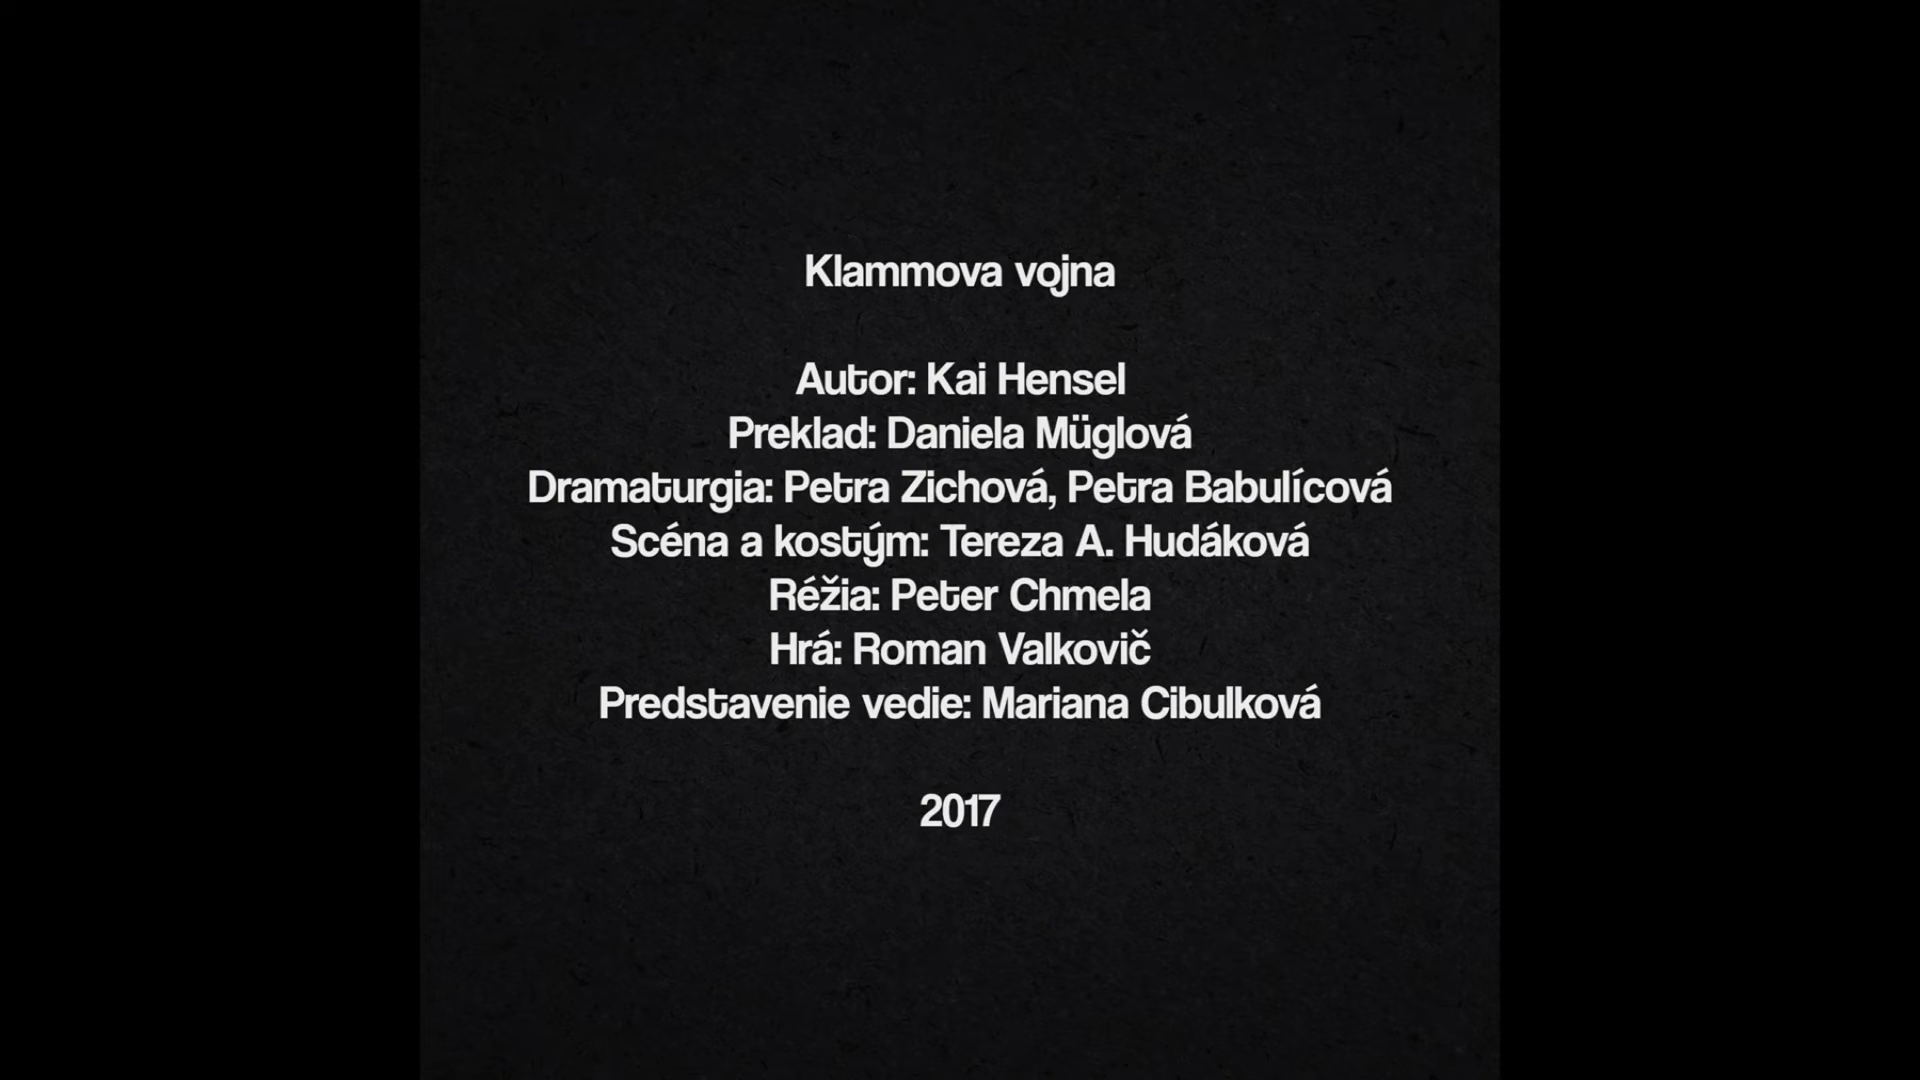 Klammova vojna
Autor: Kai Hensel
Preklad: Daniela Müglová
Dramaturgia: Petra Zichová, Petra Babulícová
Scéna a kostým: Tereza A. Hudáková
Réžia: Peter Chmela
Hrá: Roman Valkovič
Predstavenie vedie: Mariana Cibulková
2017